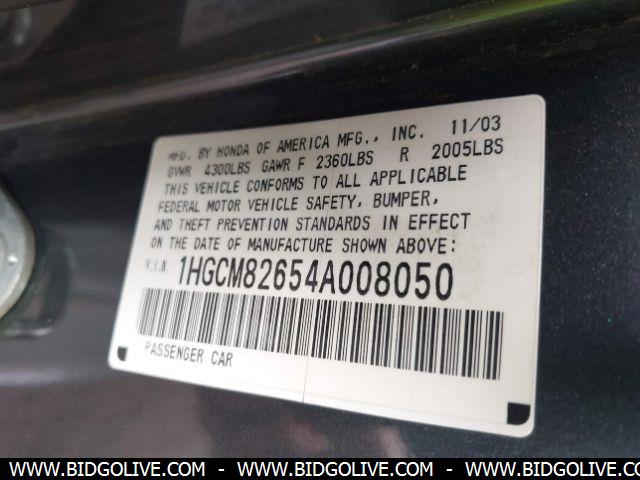 MFD. BY HONDA OF AMERICA MFG., INC. 11/03
GVWR 4300LBS GAWR F 2360LBS R 2005LBS
THIS VEHICLE CONFORMS TO ALL APPLICABLE
FEDERAL MOTOR VEHICLE SAFETY, BUMPER,
AND THEFT PREVENTION STANDARDS IN EFFECT
ON THE DATE OF MANUFACTURE SHOWN ABOVE:
V.I.N. 1HGCM82654A008050
PASSENGER CAR
WWW.BIDGOLIVE.COM - WWW.BIDGOLIVE.COM - WWW.BIDGOLIVE.COM